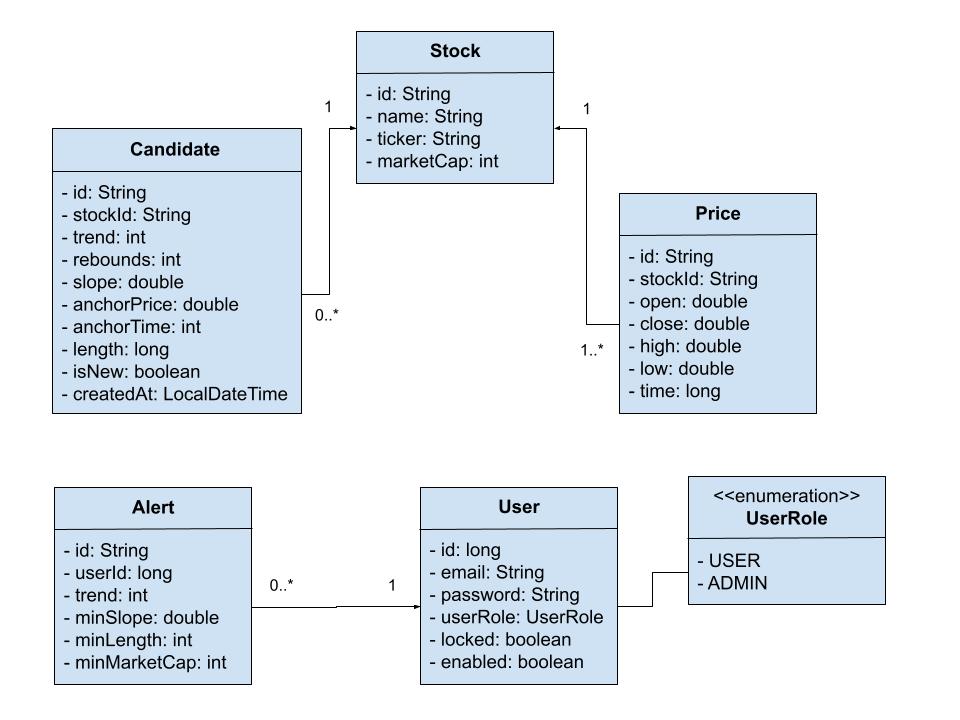 Stock
- id: String
- name: String
- ticker: String
- marketCap: int
1
1
Candidate
- id: String
- stockId: String
- trend: int
- rebounds: int
- slope: double
- anchorPrice: double
- anchorTime: int
- length: long
- isNew: boolean
- createdAt: LocalDateTime
0..*
Price
- id: String
- stockId: String
- open: double
- close: double
- high: double
- low: double
- time: long
1..*
Alert
- id: String
- userId: long
- trend: int
- minSlope: double
- minLength: int
- minMarketCap: int
0..*
1
User
- id: long
- email: String
- password: String
- userRole: UserRole
- locked: boolean
- enabled: boolean
<<enumeration>>
UserRole
- USER
- ADMIN